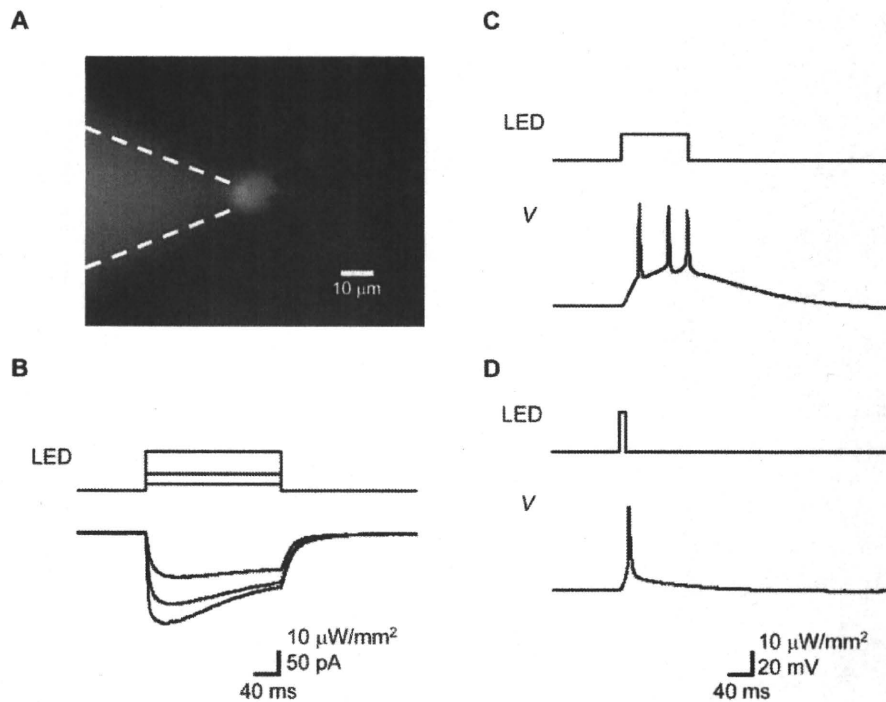 A
10 μm
B
LED
10 μW/mm²
50 pA
40 ms
C
LED
V
D
LED
V
10 μW/mm²
20 mV
40 ms